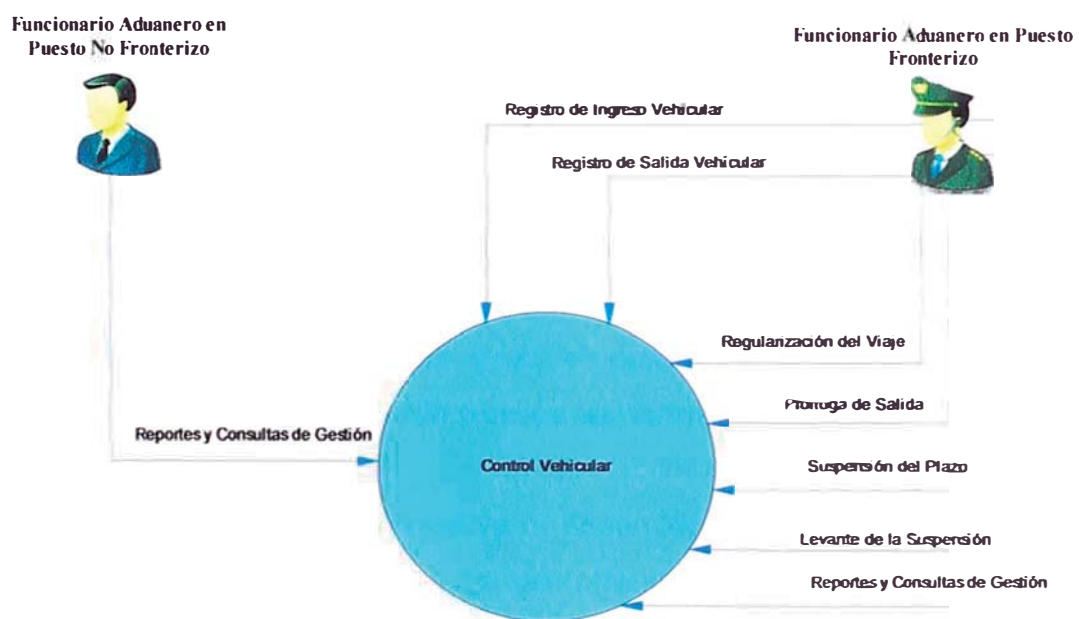 Funcionario Aduanero en
Puesto No Fronterizo
Funcionario Aduanero en Puesto
Fronterizo
Registro de Ingreso Vehicular
Registro de Salida Vehicular
Regularización del Viaje
Prórroga de Salida
Reportes y Consultas de Gestión
Control Vehicular
Suspensión del Plazo
Levante de la Suspensión
Reportes y Consultas de Gestión